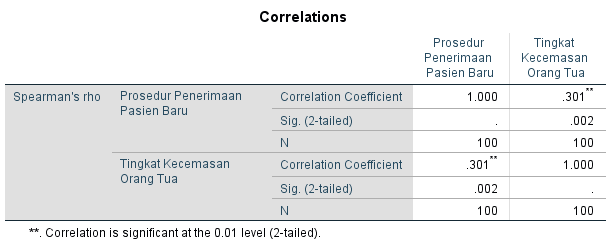 Correlations
Prosedur Penerimaan Pasien Baru Tingkat Kecemasan Orang Tua
Spearman's rho Prosedur Penerimaan Pasien Baru Correlation Coefficient 1.000 .301**
Sig. (2-tailed) . .002
N 100 100
Tingkat Kecemasan Orang Tua Correlation Coefficient .301** 1.000
Sig. (2-tailed) .002 .
N 100 100
**. Correlation is significant at the 0.01 level (2-tailed).